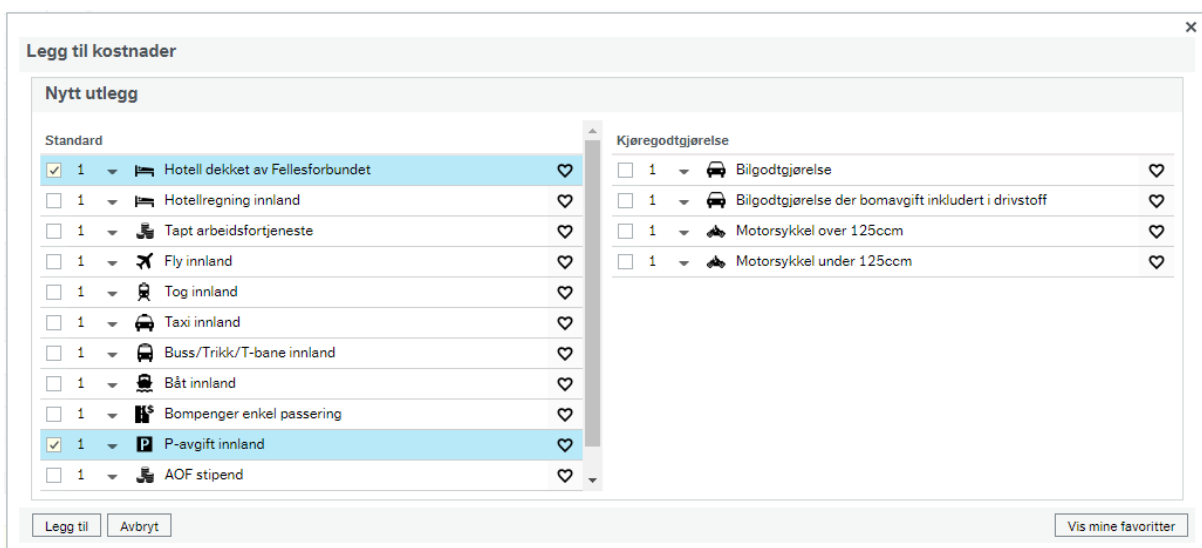 Legg til kostnader
Nytt utlegg
Standard
1 Hotell dekket av Fellesforbundet
1 Hotellregning innland
1 Tapt arbeidsfortjeneste
1 Fly innland
1 Tog innland
1 Taxi innland
1 Buss/Trikk/T-bane innland
1 Båt innland
1 Bompenger enkel passering
1 P P-avgift innland
1 AOF stipend
Kjøregodtgjørelse
1 Bilgodtgjørelse
1 Bilgodtgjørelse der bomavgift inkludert i drivstoff
1 Motorsykkel over 125ccm
1 Motorsykkel under 125ccm
Legg til Avbryt Vis mine favoritter